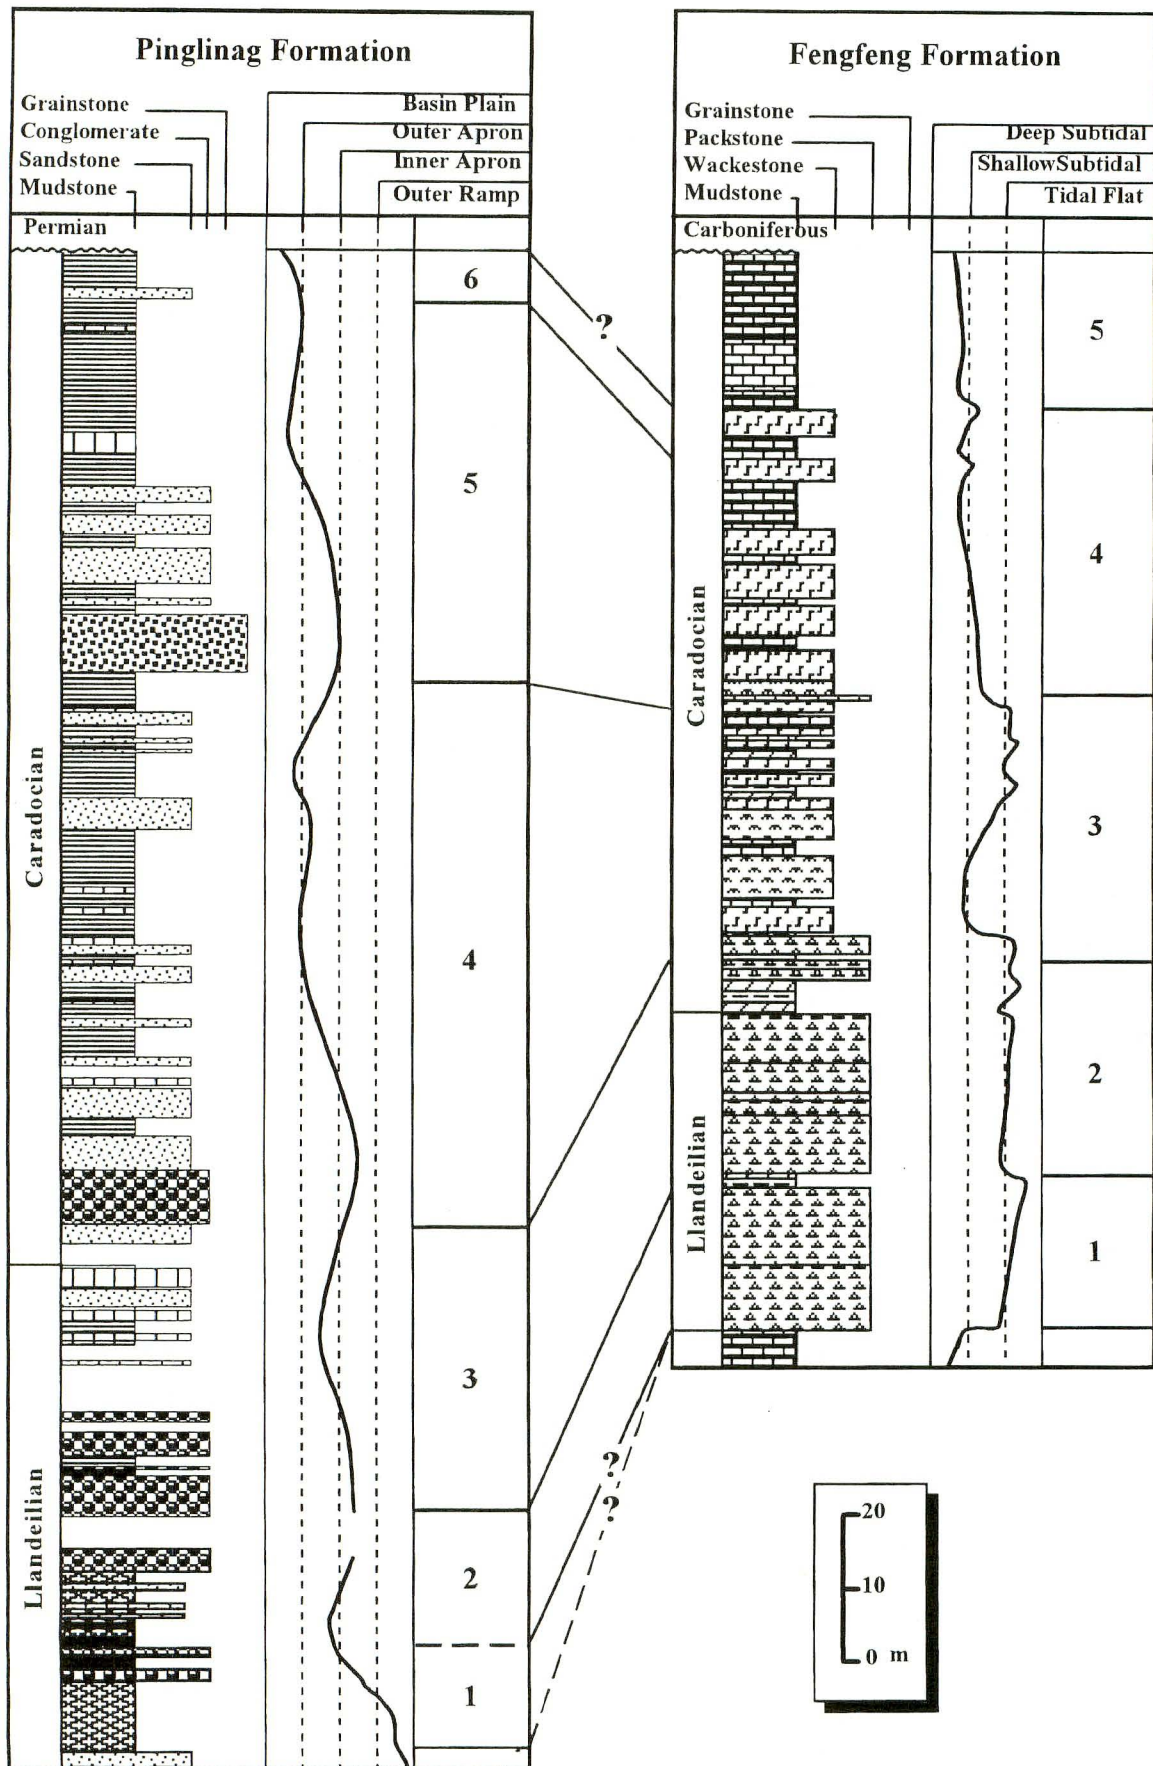 Pinglinag Formation
Grainstone
Conglomerate
Sandstone
Mudstone
Basin Plain
Outer Apron
Inner Apron
Outer Ramp
Permian
Caradocian
Llandeilian
6
5
4
3
2
1
?
?
?
Fengfeng Formation
Grainstone
Packstone
Wackestone
Mudstone
Deep Subtidal
ShallowSubtidal
Tidal Flat
Carboniferous
Caradocian
Llandeilian
5
4
3
2
1
20
10
0 m